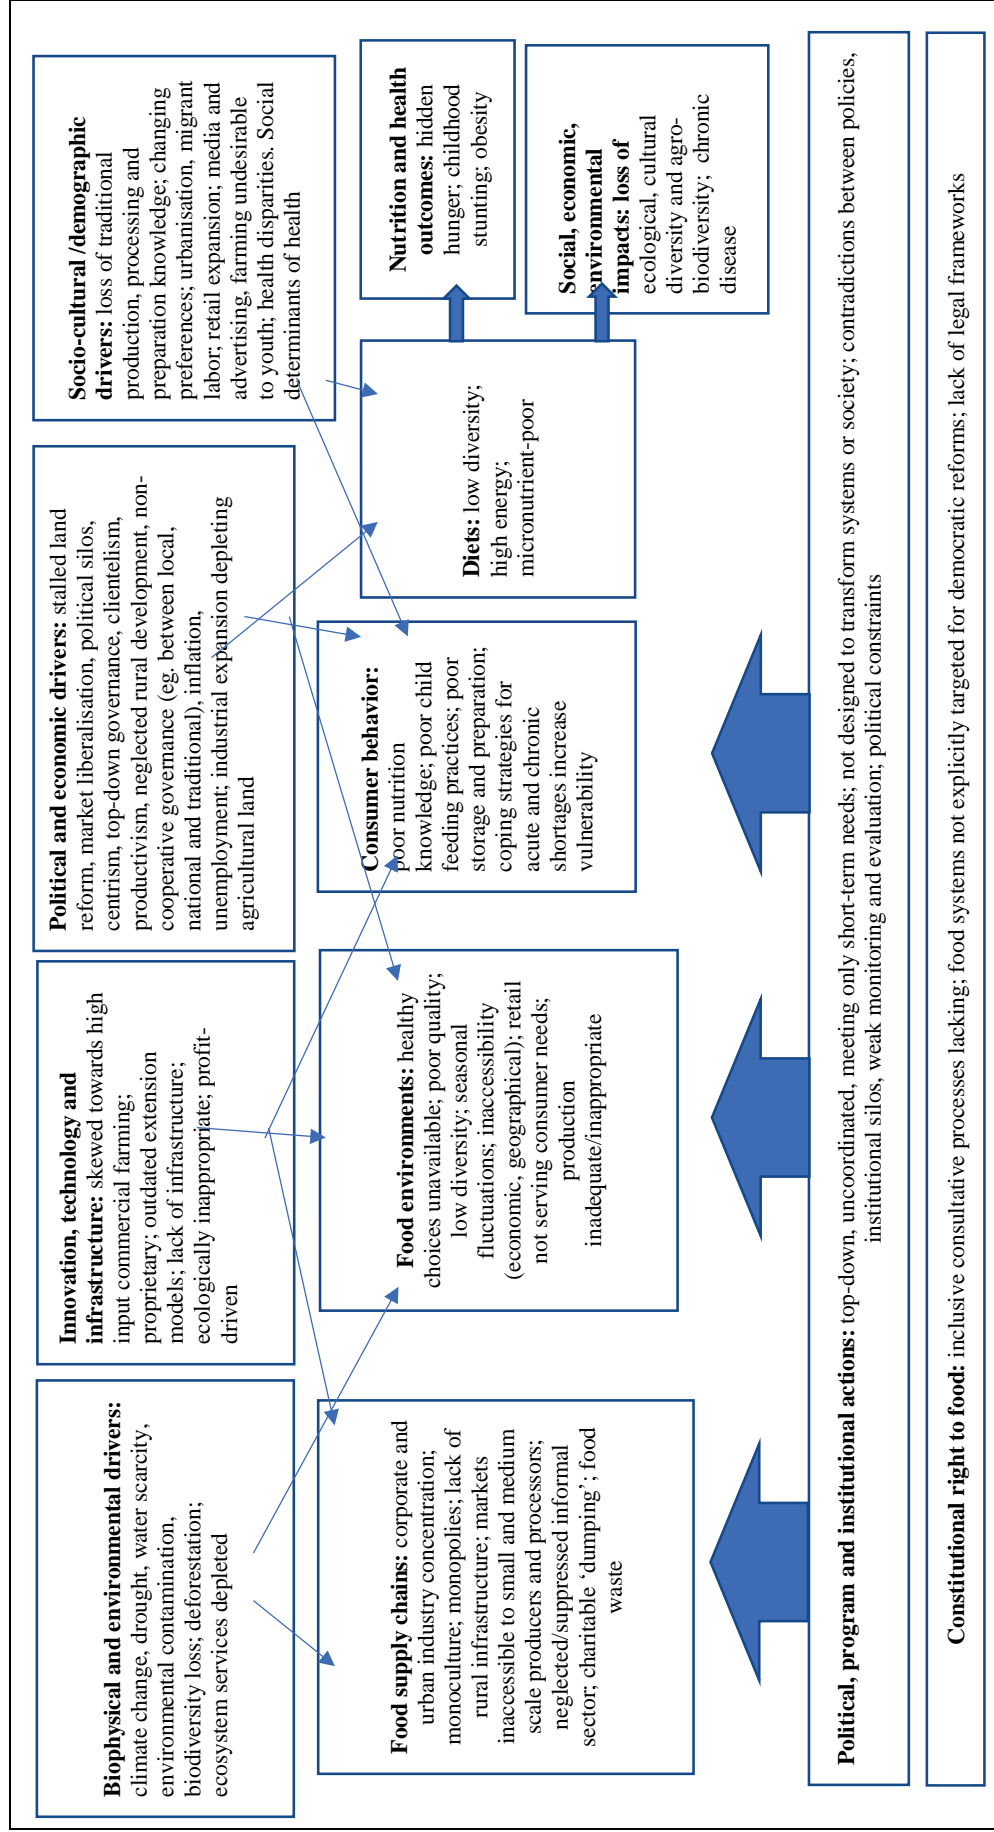 Biophysical and environmental drivers:
climate change, drought, water scarcity,
environmental contamination,
biodiversity loss; deforestation;
ecosystem services depleted
Innovation, technology and
infrastructure: skewed towards high
input commercial farming;
proprietary; outdated extension
models; lack of infrastructure;
ecologically inappropriate; profit-
driven
Political and economic drivers: stalled land
reform, market liberalisation, political silos,
centrism, top-down governance, clientelism,
productivism, neglected rural development, non-
cooperative governance (eg. between local,
national and traditional), inflation,
unemployment; industrial expansion depleting
agricultural land
Socio-cultural /demographic
drivers: loss of traditional
production, processing and
preparation knowledge; changing
preferences; urbanisation, migrant
labor; retail expansion; media and
advertising, farming undesirable
to youth; health disparities. Social
determinants of health
Food supply chains: corporate and
urban industry concentration;
monoculture; monopolies; lack of
rural infrastructure; markets
inaccessible to small and medium
scale producers and processors;
neglected/suppressed informal
sector; charitable ‘dumping’; food
waste
Food environments: healthy
choices unavailable; poor quality;
low diversity; seasonal
fluctuations; inaccessibility
(economic, geographical); retail
not serving consumer needs;
production
inadequate/inappropriate
Consumer behavior:
poor nutrition
knowledge; poor child
feeding practices; poor
storage and preparation;
coping strategies for
acute and chronic
shortages increase
vulnerability
Diets: low diversity;
high energy;
micronutrient-poor
Nutrition and health
outcomes: hidden
hunger; childhood
stunting; obesity
Social, economic,
environmental
impacts: loss of
ecological, cultural
diversity and agro-
biodiversity; chronic
disease
Political, program and institutional actions: top-down, uncoordinated, meeting only short-term needs; not designed to transform systems or society; contradictions between policies,
institutional silos, weak monitoring and evaluation; political constraints
Constitutional right to food: inclusive consultative processes lacking; food systems not explicitly targeted for democratic reforms; lack of legal frameworks